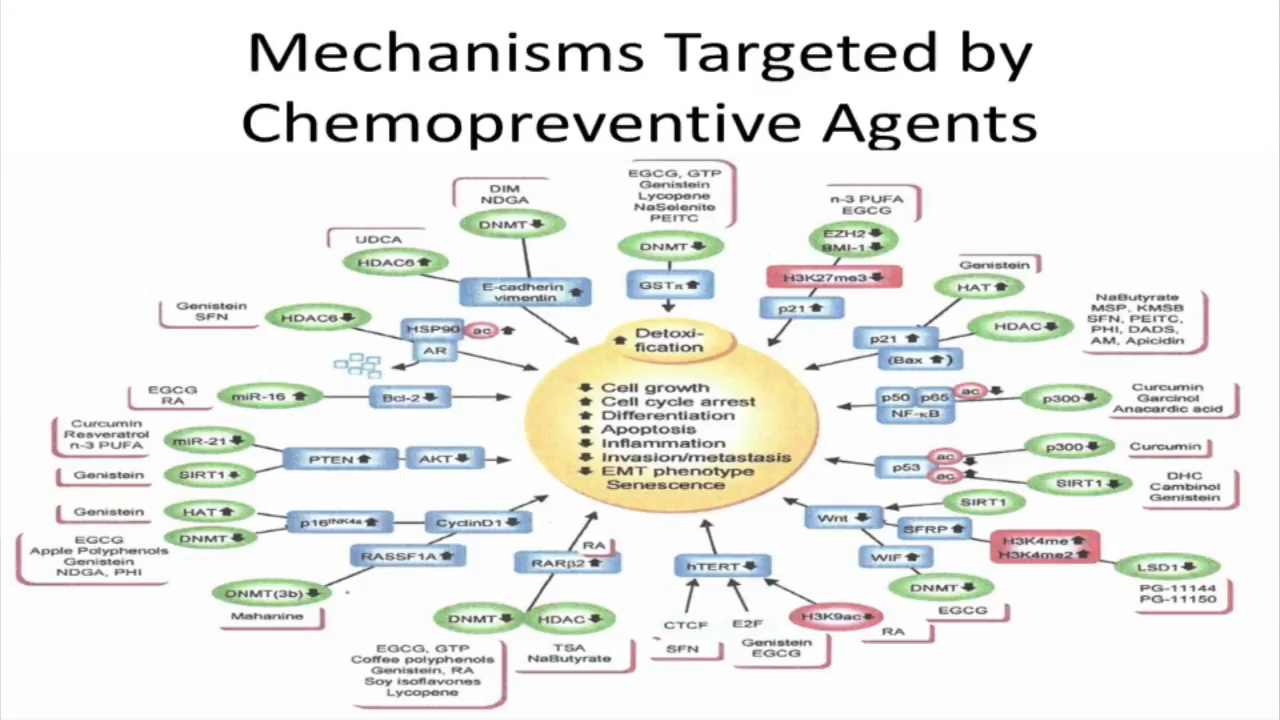 Mechanisms Targeted by
Chemopreventive Agents
DIM
NDGA
DNMT
EGCG, GTP
Genistein
Lycopene
NaSelenite
PEITC
DNMT
n-3 PUFA
EGCG
EZH2
BMI-1
UDCA
HDAC6
E-cadherin
vimentin
H3K27me3
p21
Genistein
HAT
Genistein
SFN
HDAC6
HSP90
ac
AR
Detoxi-
fication
p21
(Bax )
HDAC
NaButyrate
MSP, KMSB
SFN, PEITC,
PHI, DADS,
AM, Apicidin
EGCG
RA
miR-16
Bcl-2
Cell growth
Cell cycle arrest
Differentiation
Apoptosis
Inflammation
Invasion/metastasis
EMT phenotype
Senescence
p50
p65
ac
NF-κB
p300
Curcumin
Garcinol
Anacardic acid
Curcumin
Resveratrol
n-3 PUFA
miR-21
PTEN
AKT
Genistein
SIRT1
p53
ac
ac
p300
Curcumin
SIRT1
DHC
Cambinol
Genistein
Genistein
HAT
DNMT
p16INK4a
CyclinD1
EGCG
Apple Polyphenols
Genistein
NDGA, PHI
RASSF1A
DNMT(3b)
Mahanine
RA
RARβ2
DNMT
HDAC
EGCG, GTP
Coffee polyphenols
Genistein, RA
Soy isoflavones
Lycopene
TSA
NaButyrate
hTERT
CTCF
SFN
E2F
Genistein
EGCG
H3K9ac
RA
Wnt
SIRT1
SFRP
WIF
DNMT
EGCG
H3K4me
H3K4me2
LSD1
PG-11144
PG-11150